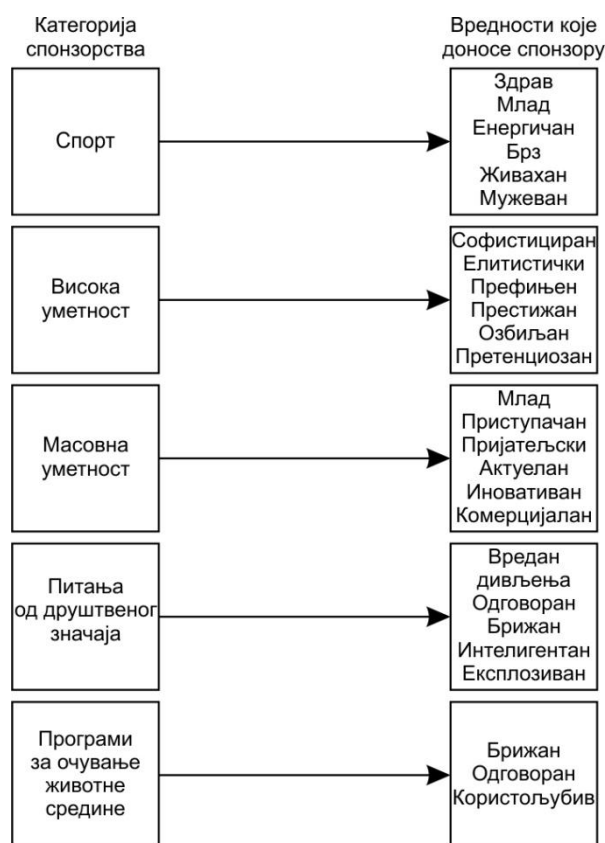 Категорија
спонзорства
Вредности које
доносе спонзору
Спорт
Здрав
Млад
Енергичан
Брз
Живахан
Мужеван
Висока
уметност
Софистициран
Елитистички
Префињен
Престижан
Озбиљан
Претенциозан
Масовна
уметност
Млад
Приступачан
Пријатељски
Актуелан
Иновативан
Комерцијалан
Питања
од друштвеног
значаја
Вредан
дивљења
Одговоран
Брижан
Интелигентан
Експлозиван
Програми
за очување
животне
средине
Брижан
Одговоран
Користољубив